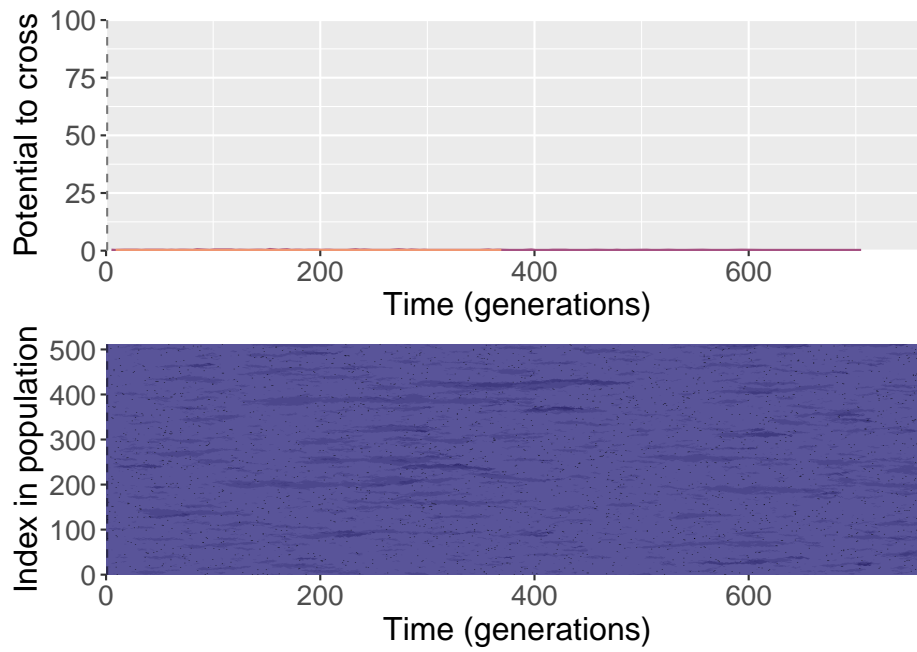 Potential to cross
100
75
50
25
0
0 200 400 600
Time (generations)
Index in population
500
400
300
200
100
0
0 200 400 600
Time (generations)